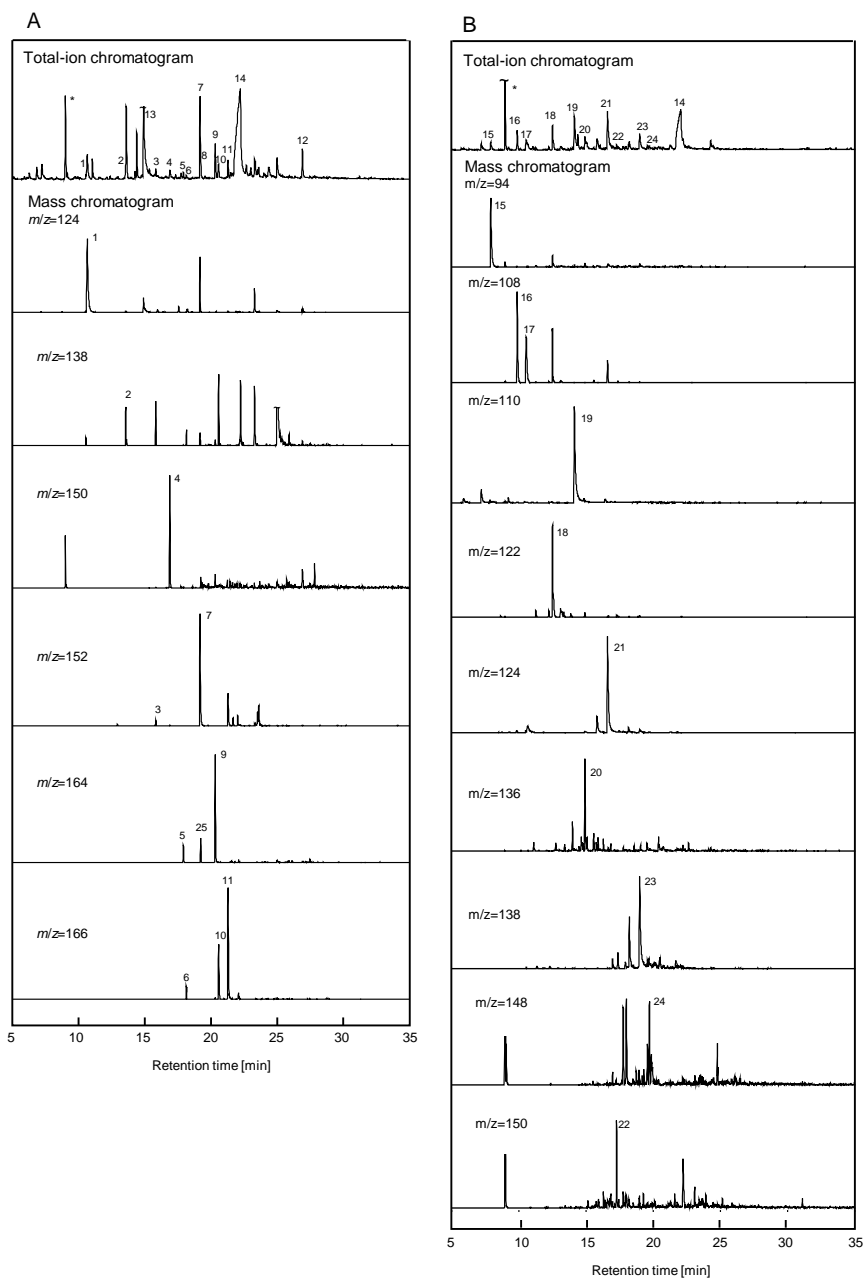 A
Total-ion chromatogram
14
13
7
*
9
12
1
2
3
4
5
6
8
10
11
Mass chromatogram
m/z=124
1
m/z=138
2
m/z=150
4
m/z=152
7
3
m/z=164
9
5
25
m/z=166
11
10
6
5
10
15
20
25
30
35
Retention time [min]
B
Total-ion chromatogram
*
15
16
17
18
19
20
21
22
23
24
14
Mass chromatogram
m/z=94
15
m/z=108
16
17
m/z=110
19
m/z=122
18
m/z=124
21
m/z=136
20
m/z=138
23
m/z=148
24
m/z=150
22
5
10
15
20
25
30
35
Retention time [min]